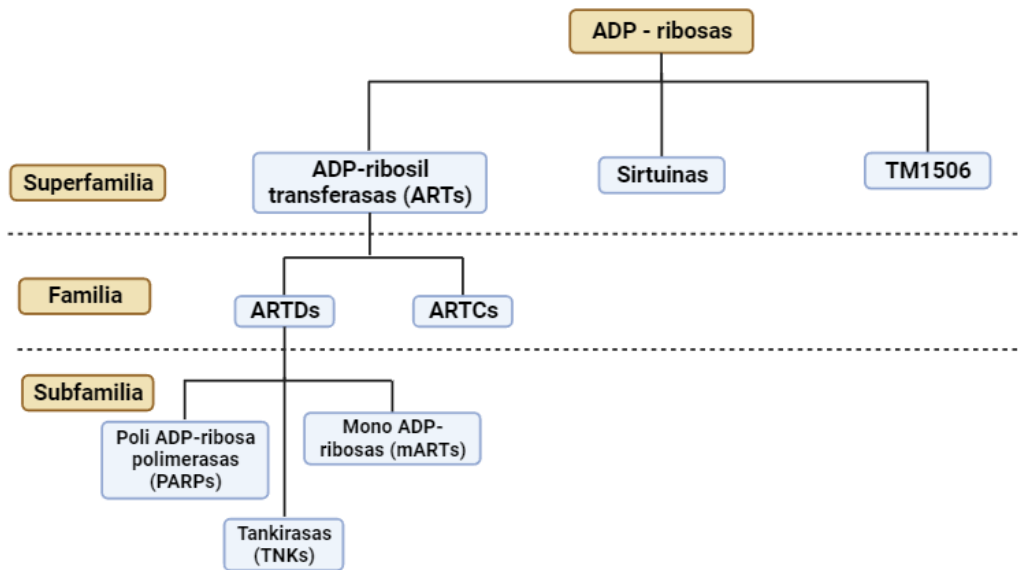 ADP - ribosas
Superfamilia
ADP-ribosil
transferasas (ARTs)
Sirtuinas
TM1506
Familia
ARTDs
ARTCs
Subfamilia
Poli ADP-ribosa
polimerasas
(PARPs)
Mono ADP-
ribosas (mARTs)
Tankirasas
(TNKs)